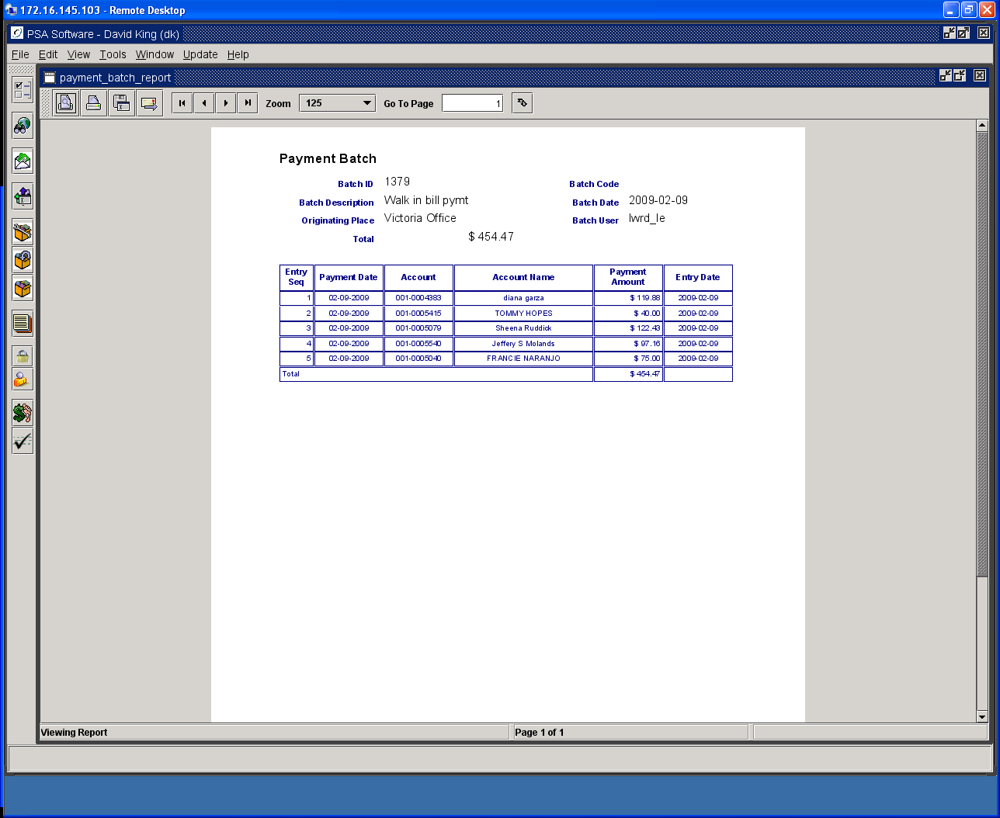 172.16.145.103 - Remote Desktop
PSA Software - David King (dk)
File Edit View Tools Window Update Help
payment_batch_report
Zoom 125 Go To Page 1
Payment Batch
Batch ID 1379 Batch Code
Batch Description Walk in bill pymt Batch Date 2009-02-09
Originating Place Victoria Office Batch User lwrd_le
Total $ 454.47
Entry Seq Payment Date Account Account Name Payment Amount Entry Date
1 02-09-2009 001-0004383 diana garza $ 119.88 2009-02-09
2 02-09-2009 001-0005415 TOMMY HOPES $ 40.00 2009-02-09
3 02-09-2009 001-0005079 Sheena Ruddick $ 122.43 2009-02-09
4 02-09-2009 001-0005540 Jeffery S Molands $ 97.16 2009-02-09
5 02-09-2009 001-0005040 FRANCIE NARANJO $ 75.00 2009-02-09
Total $ 454.47
Viewing Report Page 1 of 1